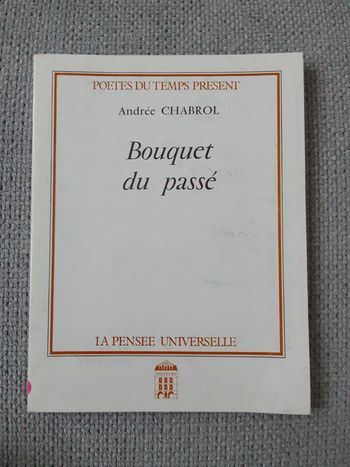 POETES DU TEMPS PRESENT
Andrée CHABROL
Bouquet
du passé
LA PENSEE UNIVERSELLE